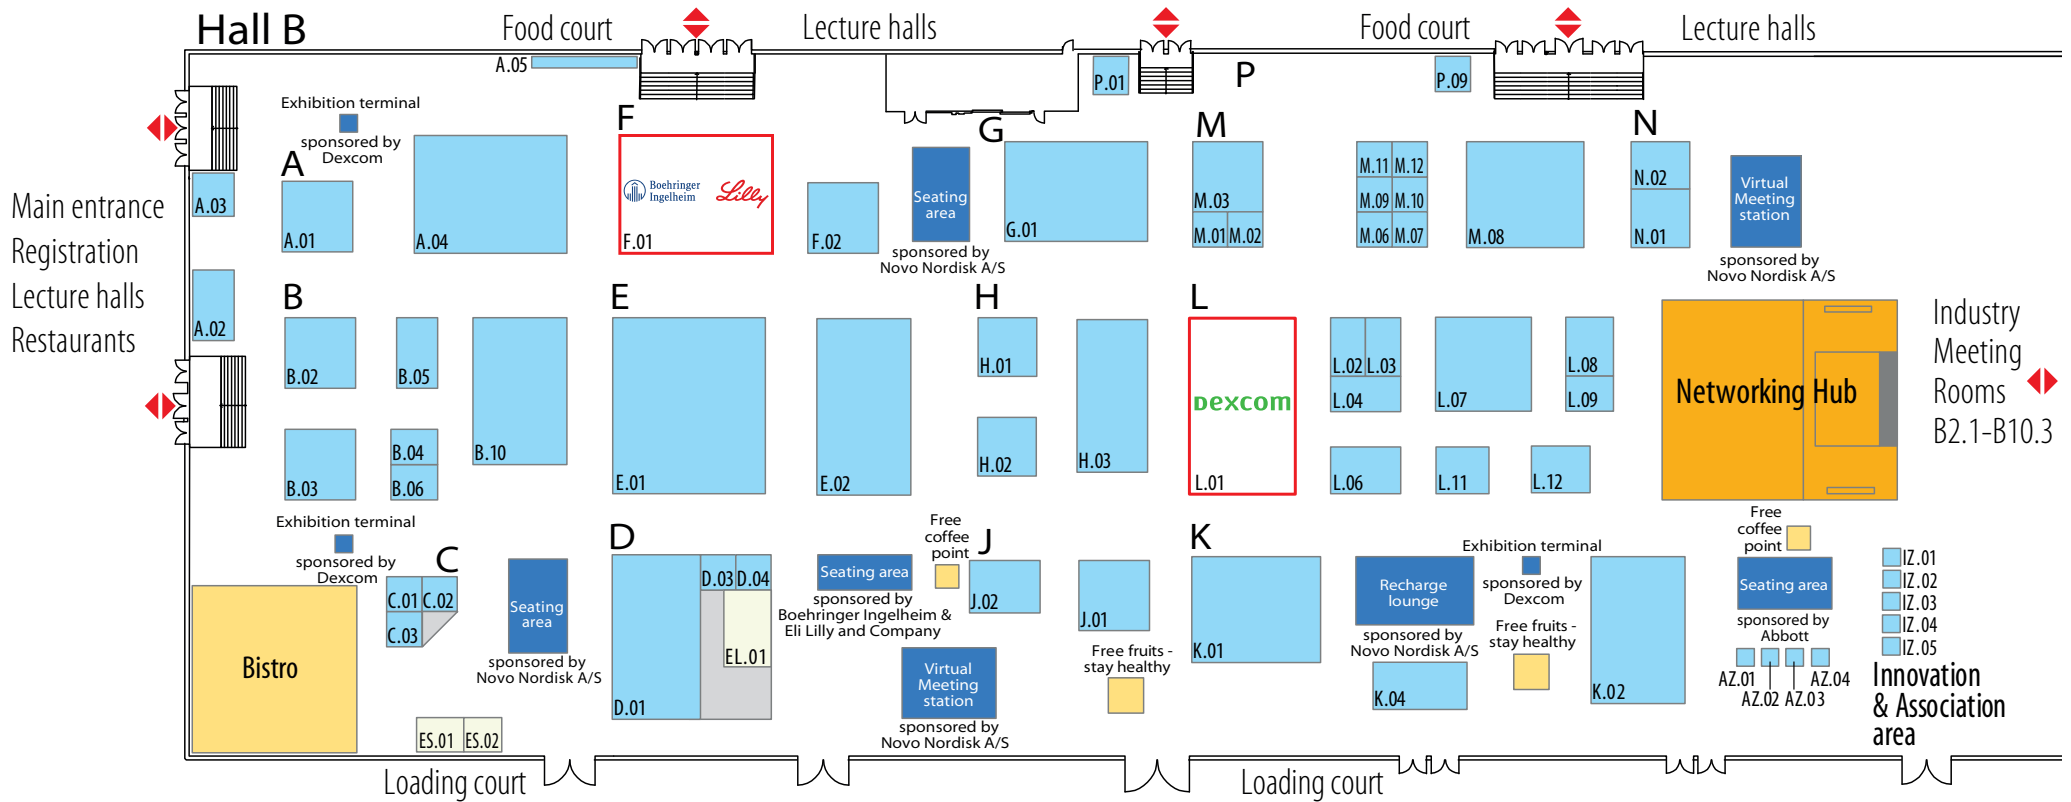 Hall B
Food court
Lecture halls
Food court
Lecture halls
A.05
P.01
P
P.09
Exhibition terminal
sponsored by
Dexcom
A
F
G
M
N
Main entrance
Registration
Lecture halls
Restaurants
A.03
A.01
A.04
Boehringer
Ingelheim
Lilly
F.01
F.02
Seating
area
sponsored by
Novo Nordisk A/S
G.01
M.03
M.01
M.02
M.11
M.12
M.09
M.10
M.06
M.07
M.08
N.02
N.01
Virtual
Meeting
station
sponsored by
Novo Nordisk A/S
A.02
B
E
H
L
B.02
B.05
B.10
B.03
B.04
B.06
E.01
E.02
H.01
H.02
H.03
Dexcom
L.01
L.02
L.03
L.04
L.07
L.08
L.09
L.06
L.11
L.12
Networking Hub
Industry
Meeting
Rooms
B2.1-B10.3
Exhibition terminal
sponsored by
Dexcom
C
D
J
K
C.01
C.02
C.03
Bistro
ES.01
ES.02
Seating
area
sponsored by
Novo Nordisk A/S
D.03
D.04
EL.01
D.01
Seating area
sponsored by
Boehringer Ingelheim &
Eli Lilly and Company
Free
coffee
point
J.02
J.01
Virtual
Meeting
station
sponsored by
Novo Nordisk A/S
Free fruits -
stay healthy
K.01
Recharge
lounge
sponsored by
Novo Nordisk A/S
K.04
Exhibition terminal
sponsored by
Dexcom
Free fruits -
stay healthy
K.02
Free
coffee
point
Seating area
sponsored by
Abbott
AZ.01
AZ.02
AZ.03
AZ.04
IZ.01
IZ.02
IZ.03
IZ.04
IZ.05
Innovation
& Association
area
Loading court
Loading court